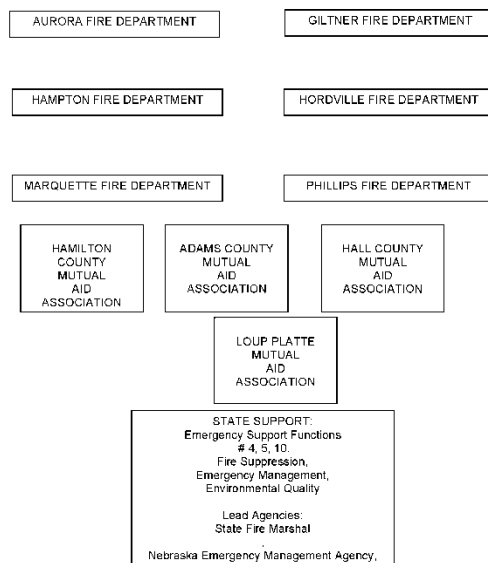 AURORA FIRE DEPARTMENT
GILTNER FIRE DEPARTMENT
HAMPTON FIRE DEPARTMENT
HORDVILLE FIRE DEPARTMENT
MARQUETTE FIRE DEPARTMENT
PHILLIPS FIRE DEPARTMENT
HAMILTON
COUNTY
MUTUAL
AID
ASSOCIATION
ADAMS COUNTY
MUTUAL
AID
ASSOCIATION
HALL COUNTY
MUTUAL
AID
ASSOCIATION
LOUP PLATTE
MUTUAL
AID
ASSOCIATION
STATE SUPPORT:
Emergency Support Functions
# 4, 5, 10.
Fire Suppression,
Emergency Management,
Environmental Quality
Lead Agencies:
State Fire Marshal
.
Nebraska Emergency Management Agency,